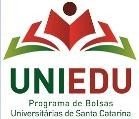 UNIEDU
Programa de Bolsas
Universitárias de Santa Catarina